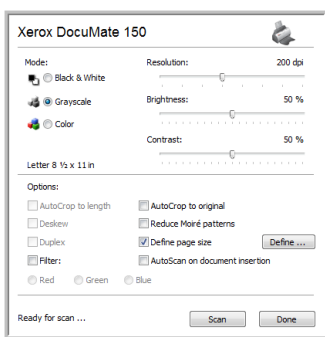 Xerox DocuMate 150
Mode: Resolution: 200 dpi
Black & White
Grayscale Brightness: 50 %
Color
Contrast: 50 %
Letter 8 ½ x 11 in
Options:
AutoCrop to length AutoCrop to original
Deskew Reduce Moiré patterns
Duplex Define page size Define ...
Filter: AutoScan on document insertion
Red Green Blue
Ready for scan ... Scan Done